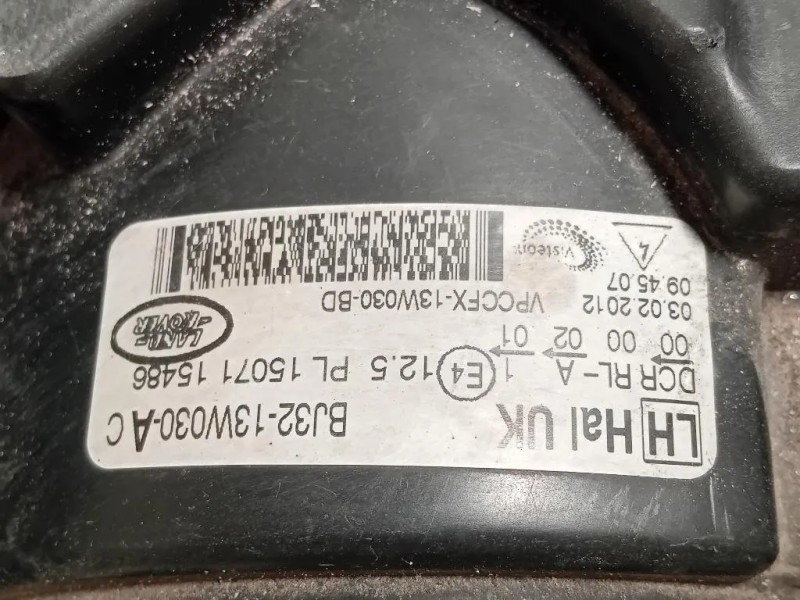 LH Hal UK
BJ32-13W030-A C
DCR RL-A 1 E4 12.5 PL 15071 15486
00 00 02 01
LAND ROVER
03.02.2012
09.45.07
Visteon
VPCCFX-13W030-BD